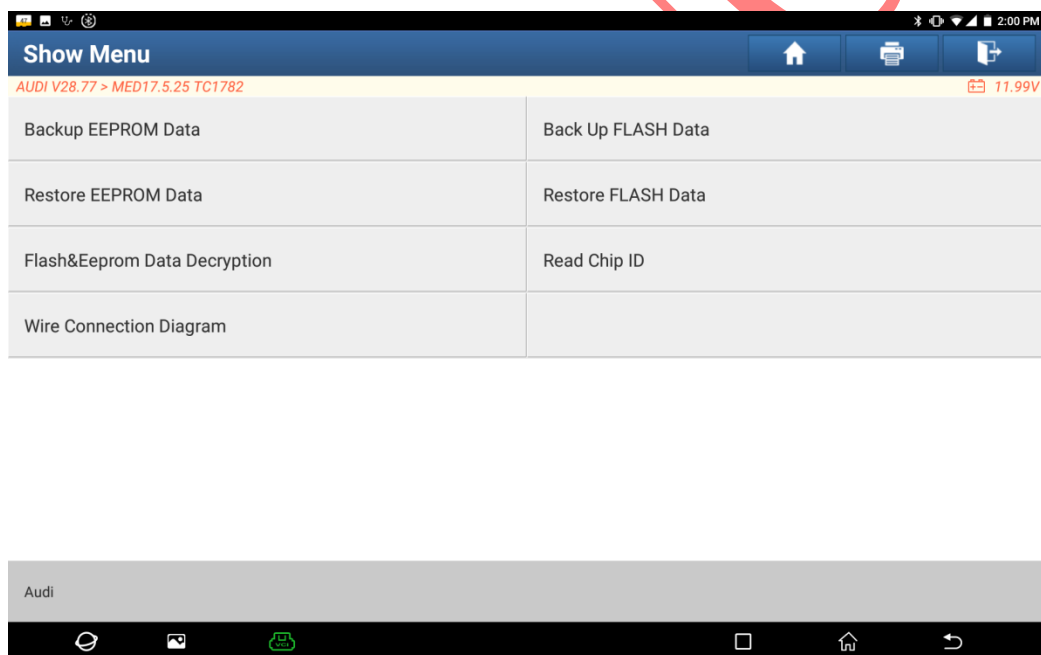 2:00 PM
Show Menu
AUDI V28.77 > MED17.5.25 TC1782
11.99V
Backup EEPROM Data
Back Up FLASH Data
Restore EEPROM Data
Restore FLASH Data
Flash&Eeprom Data Decryption
Read Chip ID
Wire Connection Diagram
Audi
VCI